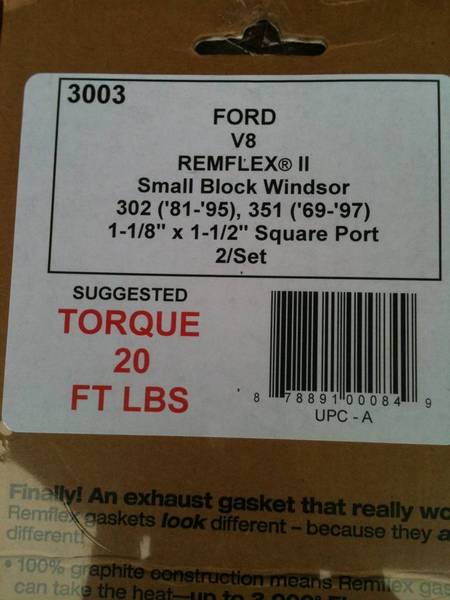 3003
FORD
V8
REMFLEX® II
Small Block Windsor
302 ('81-'95), 351 ('69-'97)
1-1/8" x 1-1/2" Square Port
2/Set
SUGGESTED
TORQUE
20
FT LBS
8 78891 00084 9
UPC - A
Finally! An exhaust gasket that really
Remflex gaskets look different – because they
different!
• 100% graphite construction means Remflex
can take the heat—up to